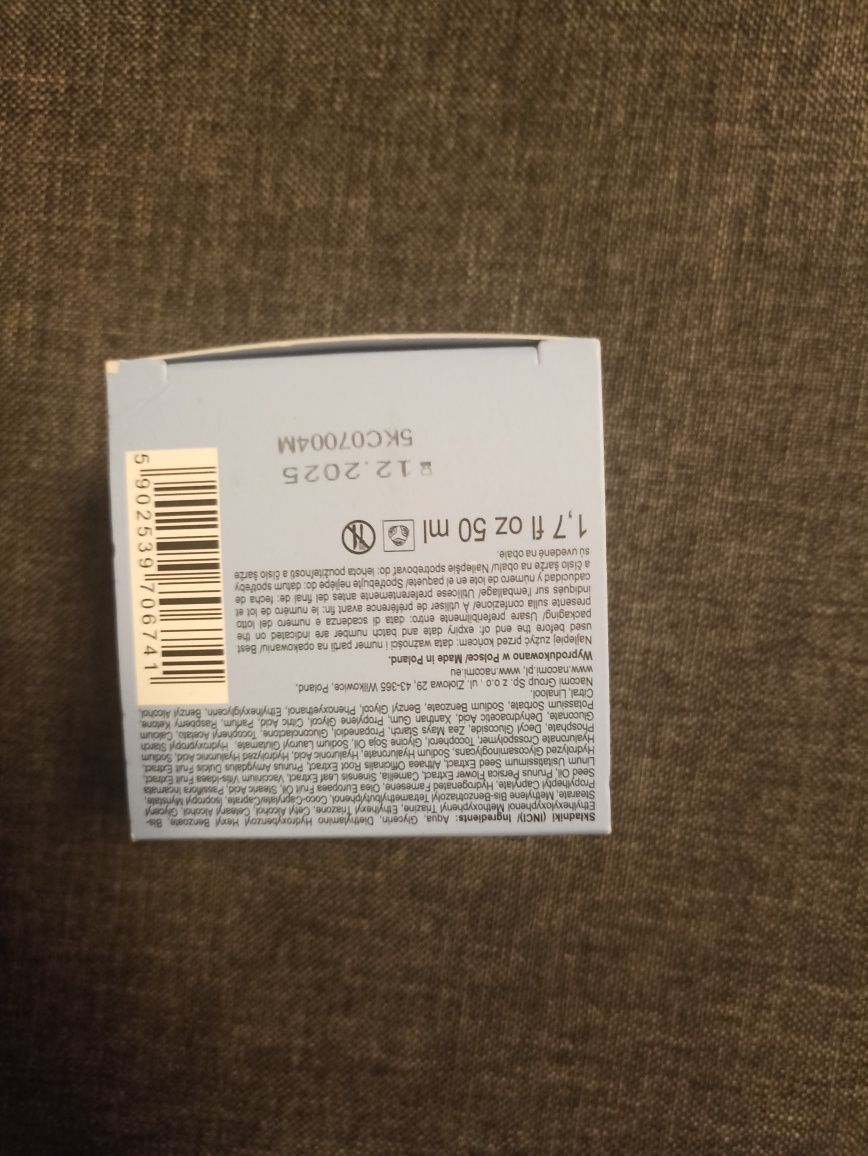 Składniki (INCI)/ Ingredients: Aqua, Glycerin, Diethylamino Hydroxybenzoyl Hexyl Benzoate, Bis-
Ethylhexyloxyphenol Methoxyphenyl Triazine, Ethylhexyl Triazone, Cetyl Alcohol, Cetearyl Alcohol, Glyceryl
Stearate, Methylene Bis-Benzotriazolyl Tetramethylbutylphenol, Coco-Caprylate/Caprate, Isopropyl Myristate,
Propylheptyl Caprylate, Hydrogenated Farnesene, Olea Europaea Fruit Oil, Stearic Acid, Passiflora Incarnata
Seed Oil, Prunus Persica Flower Extract, Camellia Sinensis Leaf Extract, Vaccinium Vitis-Idaea Fruit Extract,
Linum Usitatissimum Seed Extract, Althaea Officinalis Root Extract, Prunus Amygdalus Dulcis Fruit Extract,
Hydrolyzed Glycosaminoglycans, Sodium Hyaluronate, Hyaluronic Acid, Hydrolyzed Hyaluronic Acid, Sodium
Hyaluronate Crosspolymer, Tocopherol, Glycine Soja Oil, Sodium Lauroyl Glutamate, Hydroxypropyl Starch
Phosphate, Decyl Glucoside, Zea Mays Starch, Propanediol, Gluconolactone, Tocopheryl Acetate, Calcium
Gluconate, Dehydroacetic Acid, Xanthan Gum, Propylene Glycol, Citric Acid, Parfum, Raspberry Ketone,
Potassium Sorbate, Sodium Benzoate, Benzyl Glycol, Phenoxyethanol, Ethylhexylglycerin, Benzyl Alcohol,
Citral, Linalool.
Nacomi Group Sp. z o.o., ul. Ziołowa 29, 43-365 Wilkowice, Poland,
www.nacomi.pl, www.nacomi.eu
Wyprodukowano w Polsce/ Made in Poland.
Najlepiej zużyć przed końcem: data ważności i numer partii na opakowaniu/ Best
used before the end of: expiry date and batch number are indicated on the
packaging/ Usare preferibilmente entro: data di scadenza e numero del lotto
presente sulla confezione/ À utiliser de préférence avant fin: le numéro de lot et
indiqués sur l'emballage/ Utilícese preferentemente antes del final de: fecha de
caducidad y número de lote en el paquete/ Spotřebujte nejlépe do: datum spotřeby
a číslo šarže na obalu/ Najlepšie spotrebovať do: lehota použiteľnosti a číslo šarže
sú uvedené na obale.
1,7 fl oz 50 ml
12.2025
5KC07004M
5 902539 706741